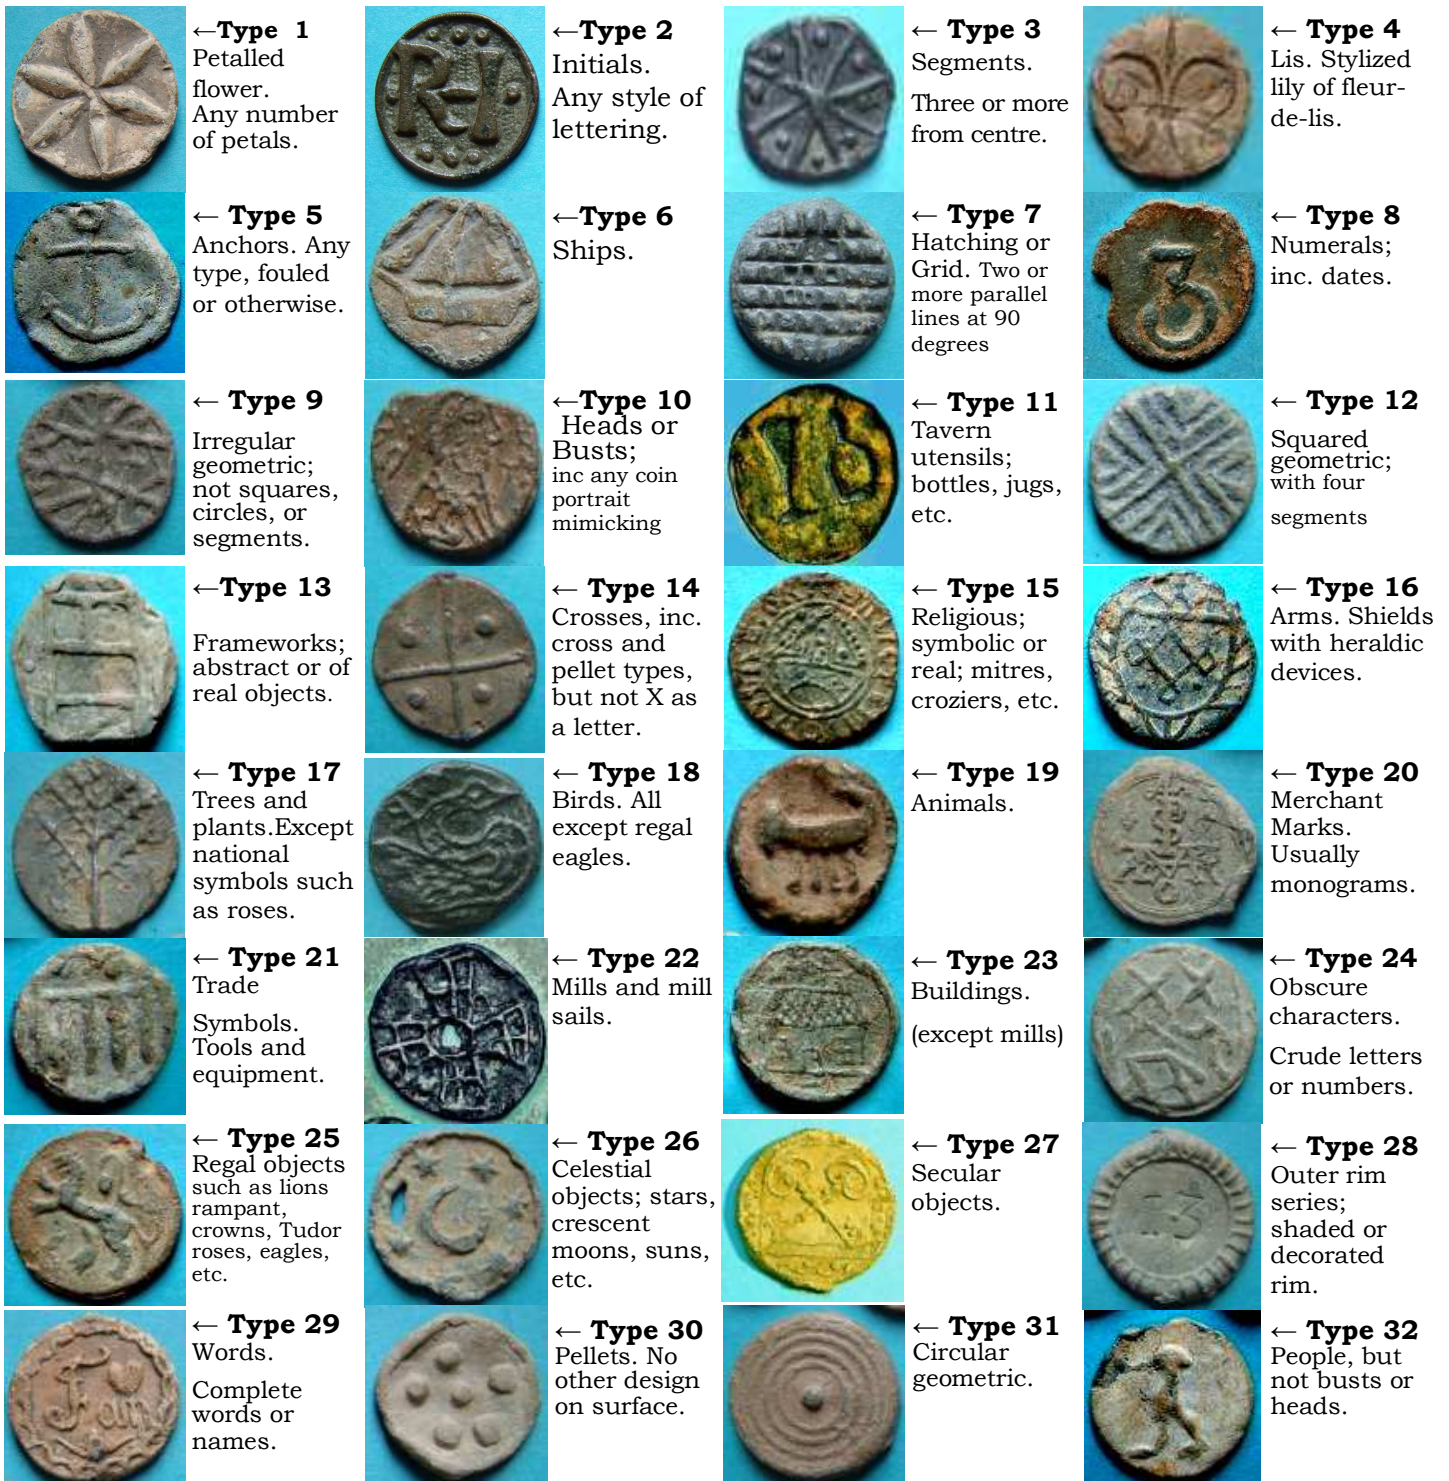 ←Type 1
Petalled
flower.
Any number
of petals.
RH
←Type 2
Initials.
Any style of
lettering.
← Type 3
Segments.
Three or more
from centre.
← Type 4
Lis. Stylized
lily of fleur-
de-lis.
← Type 5
Anchors. Any
type, fouled
or otherwise.
←Type 6
Ships.
← Type 7
Hatching or
Grid. Two or
more parallel
lines at 90
degrees
3
← Type 8
Numerals;
inc. dates.
← Type 9
Irregular
geometric;
not squares,
circles, or
segments.
←Type 10
Heads or
Busts;
inc any coin
portrait
mimicking
← Type 11
Tavern
utensils;
bottles, jugs,
etc.
← Type 12
Squared
geometric;
with four
segments
←Type 13
Frameworks;
abstract or of
real objects.
← Type 14
Crosses, inc.
cross and
pellet types,
but not X as
a letter.
← Type 15
Religious;
symbolic or
real; mitres,
croziers, etc.
← Type 16
Arms. Shields
with heraldic
devices.
← Type 17
Trees and
plants.Except
national
symbols such
as roses.
← Type 18
Birds. All
except regal
eagles.
← Type 19
Animals.
← Type 20
Merchant
Marks.
Usually
monograms.
← Type 21
Trade
Symbols.
Tools and
equipment.
← Type 22
Mills and mill
sails.
← Type 23
Buildings.
(except mills)
← Type 24
Obscure
characters.
Crude letters
or numbers.
← Type 25
Regal objects
such as lions
rampant,
crowns, Tudor
roses, eagles,
etc.
← Type 26
Celestial
objects; stars,
crescent
moons, suns,
etc.
← Type 27
Secular
objects.
← Type 28
Outer rim
series;
shaded or
decorated
rim.
← Type 29
Words.
Complete
words or
names.
← Type 30
Pellets. No
other design
on surface.
← Type 31
Circular
geometric.
← Type 32
People, but
not busts or
heads.